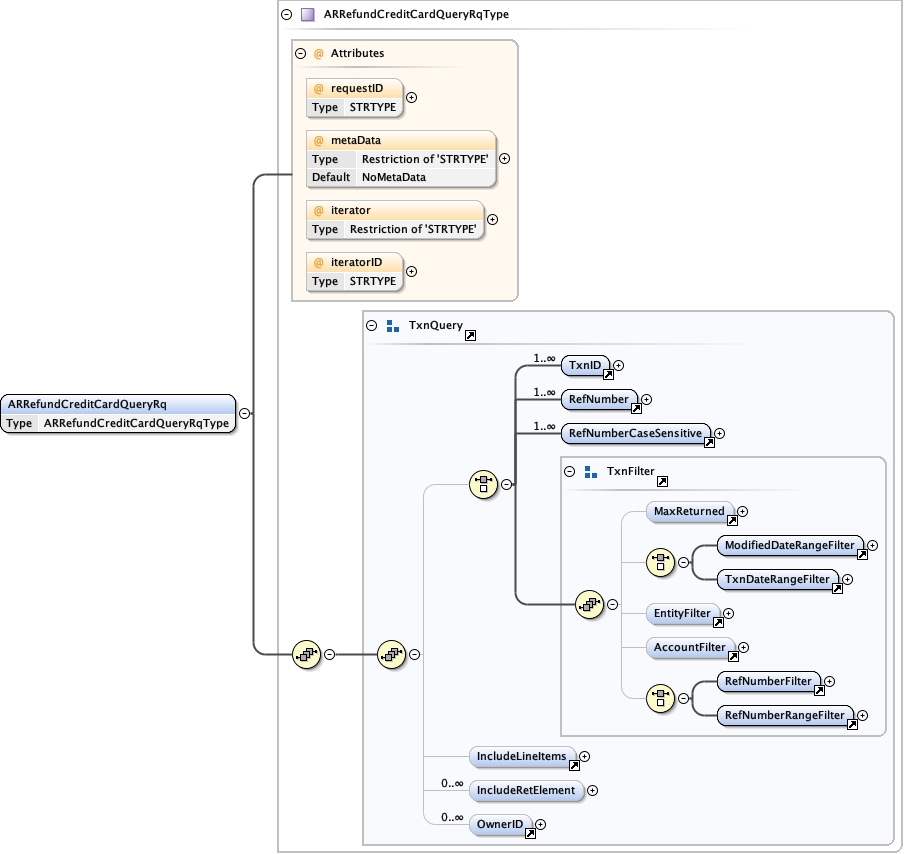 ARRefundCreditCardQueryRqType
Attributes
@ requestID
Type STRTYPE
@ metaData
Type Restriction of 'STRTYPE'
Default NoMetaData
@ iterator
Type Restriction of 'STRTYPE'
@ iteratorID
Type STRTYPE
ARRefundCreditCardQueryRq
Type ARRefundCreditCardQueryRqType
TxnQuery
1..∞ TxnID
1..∞ RefNumber
1..∞ RefNumberCaseSensitive
TxnFilter
MaxReturned
ModifiedDateRangeFilter
TxnDateRangeFilter
EntityFilter
AccountFilter
RefNumberFilter
RefNumberRangeFilter
IncludeLineItems
0..∞ IncludeRetElement
0..∞ OwnerID